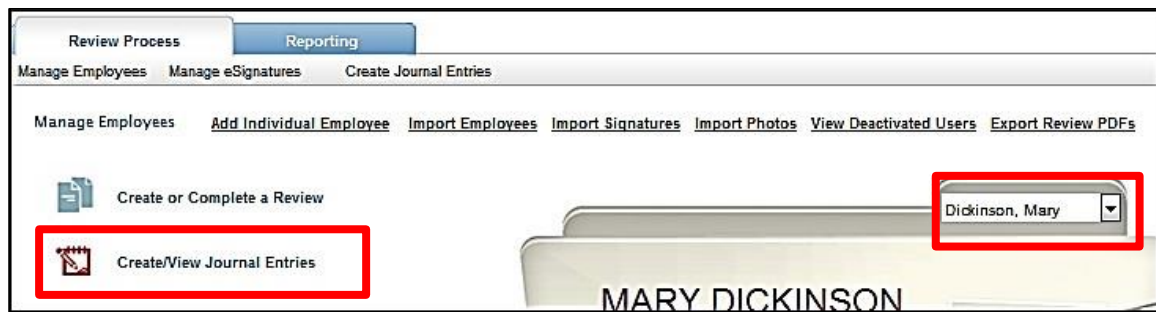 Review Process Reporting
Manage Employees Manage eSignatures Create Journal Entries
Manage Employees Add Individual Employee Import Employees Import Signatures Import Photos View Deactivated Users Export Review PDFs
Create or Complete a Review
Dickinson, Mary
Create/View Journal Entries
MARY DICKINSON